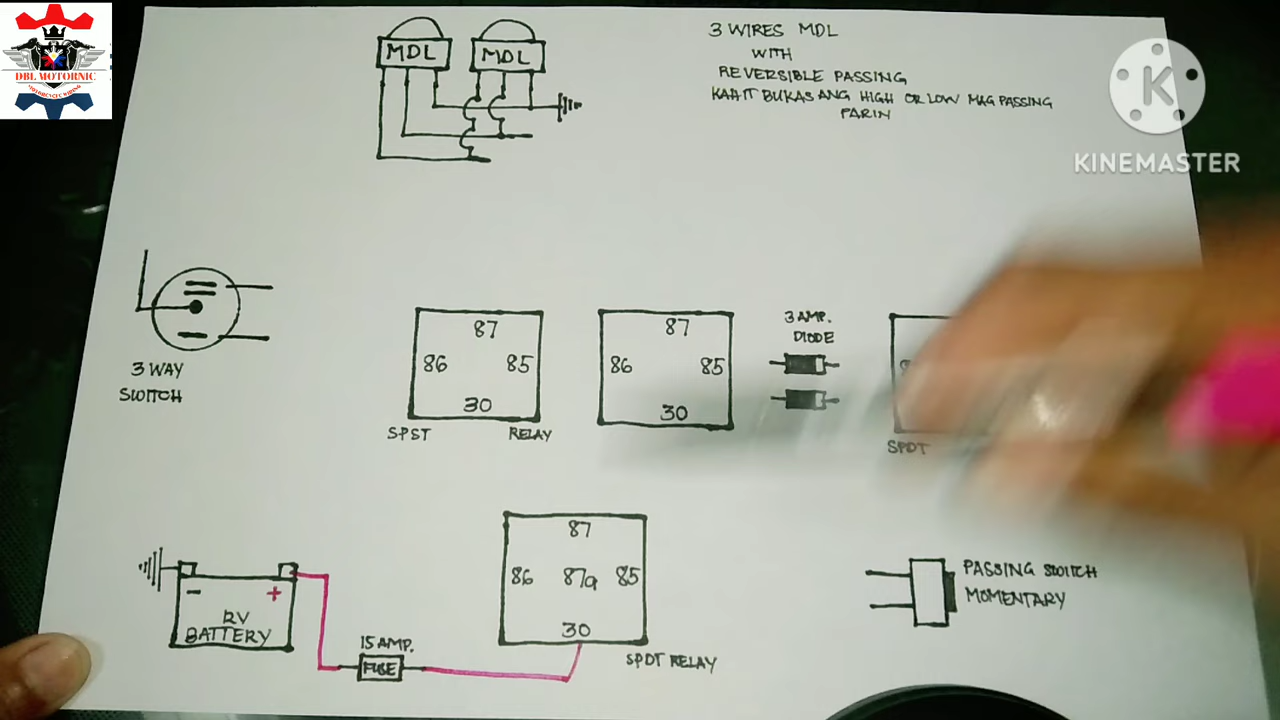 DBL MOTORNIC
MOTORCYCLE WIRING
MDL
MDL
3 WIRES MDL
WITH
REVERSIBLE PASSING
KAHIT BUKAS ANG HIGH OR LOW MAG PASSING
PARIN
K
KINEMASTER
3 WAY
SWITCH
87
86
85
30
SPST
RELAY
87
86
85
30
3 AMP.
DIODE
SPDT
12V
BATTERY
- +
15 AMP.
FUSE
87
86
87a
85
30
SPDT RELAY
PASSING SWITCH
MOMENTARY